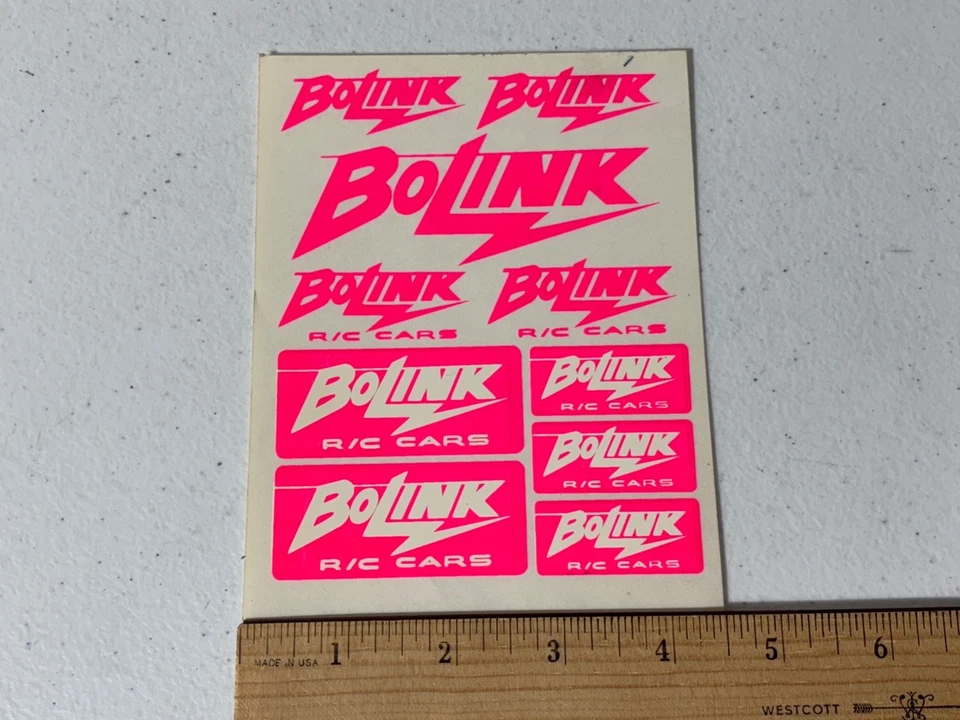 BOLINK BOLINK
BOLINK
BOLINK BOLINK
R/C CARS R/C CARS
BOLINK
R/C CARS
BOLINK
R/C CARS
BOLINK
R/C CARS
BOLINK
R/C CARS
BOLINK
R/C CARS
MADE IN USA 1 2 3 4 5 6
WESTCOTT